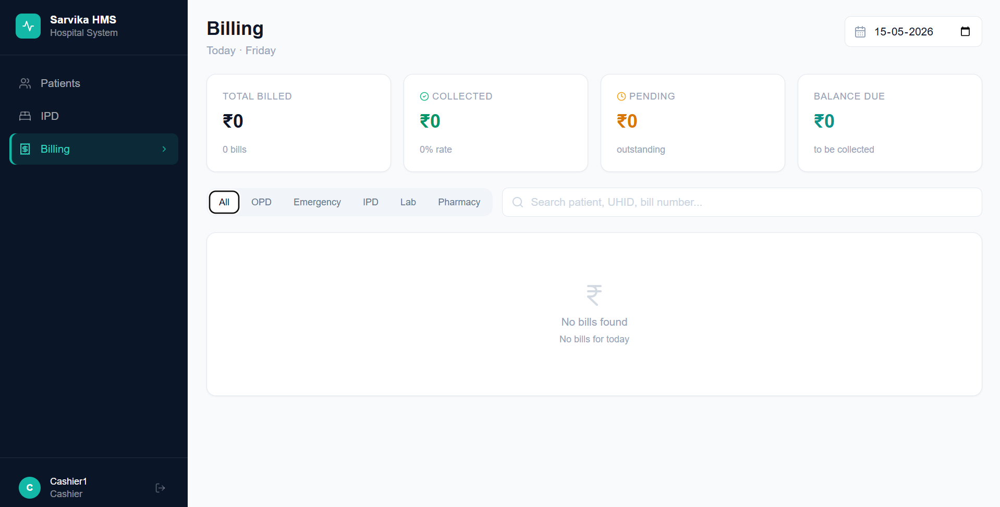 Sarvika HMS
Hospital System
Patients
IPD
Billing
C
Cashier1
Cashier
Billing
Today · Friday
15-05-2026
TOTAL BILLED
₹0
0 bills
COLLECTED
₹0
0% rate
PENDING
₹0
outstanding
BALANCE DUE
₹0
to be collected
All OPD Emergency IPD Lab Pharmacy
Search patient, UHID, bill number...
₹
No bills found
No bills for today